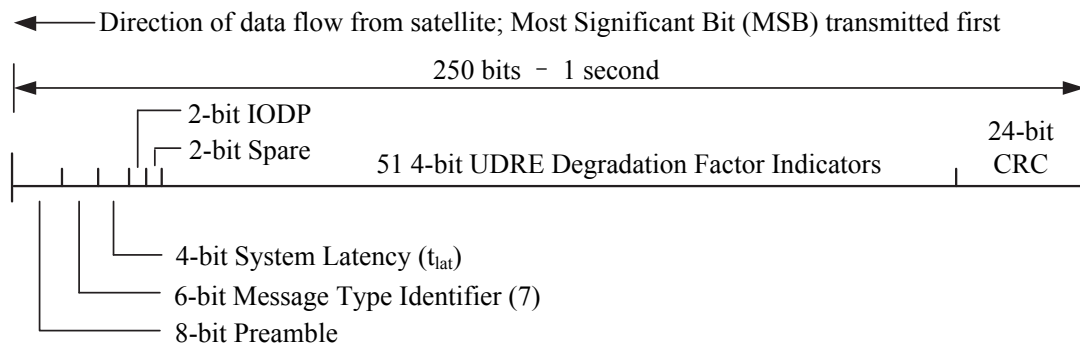 Direction of data flow from satellite; Most Significant Bit (MSB) transmitted first
250 bits - 1 second
2-bit IODP
2-bit Spare
51 4-bit UDRE Degradation Factor Indicators
24-bit
CRC
4-bit System Latency (tlat)
6-bit Message Type Identifier (7)
8-bit Preamble